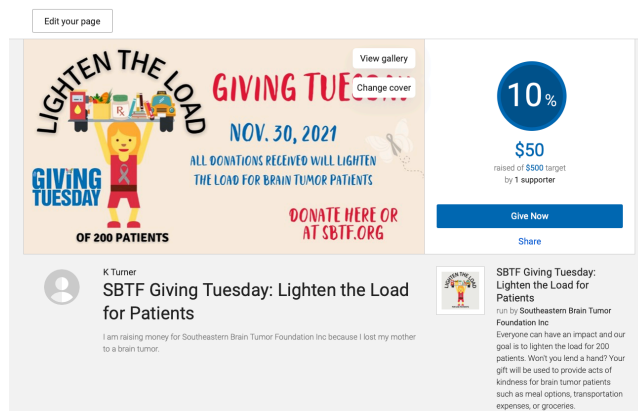 Edit your page
LIGHTEN THE LOAD
Rx
GIVING
TUESDAY
OF 200 PATIENTS
GIVING TUE
NOV. 30, 2021
ALL DONATIONS RECEIVED WILL LIGHTEN
THE LOAD FOR BRAIN TUMOR PATIENTS
DONATE HERE OR
AT SBTF.ORG
View gallery
Change cover
10%
$50
raised of $500 target
by 1 supporter
Give Now
Share
K Turner
SBTF Giving Tuesday: Lighten the Load
for Patients
I am raising money for Southeastern Brain Tumor Foundation Inc because I lost my mother
to a brain tumor.
LIGHTEN THE LOAD
SBTF Giving Tuesday:
Lighten the Load for
Patients
run by Southeastern Brain Tumor
Foundation Inc
Everyone can have an impact and our
goal is to lighten the load for 200
patients. Won't you lend a hand? Your
gift will be used to provide acts of
kindness for brain tumor patients
such as meal options, transportation
expenses, or groceries.